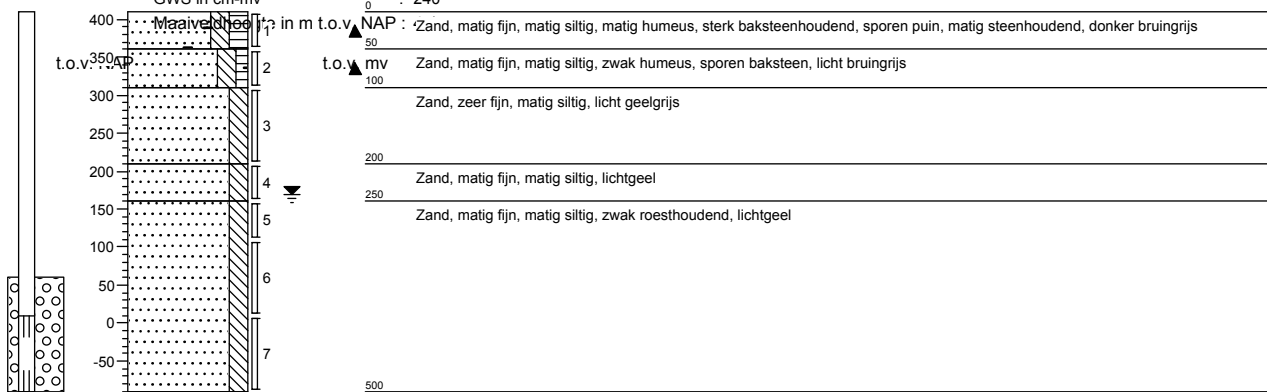 GWS in cm-mv : 240
Maaiveldhoogte in m t.o.v. NAP :
t.o.v. NAP
t.o.v. mv
400
350
300
250
200
150
100
50
0
-50
1
2
3
4
5
6
7
0
Zand, matig fijn, matig siltig, matig humeus, sterk baksteenhoudend, sporen puin, matig steenhoudend, donker bruingrijs
50
Zand, matig fijn, matig siltig, zwak humeus, sporen baksteen, licht bruingrijs
100
Zand, zeer fijn, matig siltig, licht geelgrijs
200
Zand, matig fijn, matig siltig, lichtgeel
250
Zand, matig fijn, matig siltig, zwak roesthoudend, lichtgeel
500